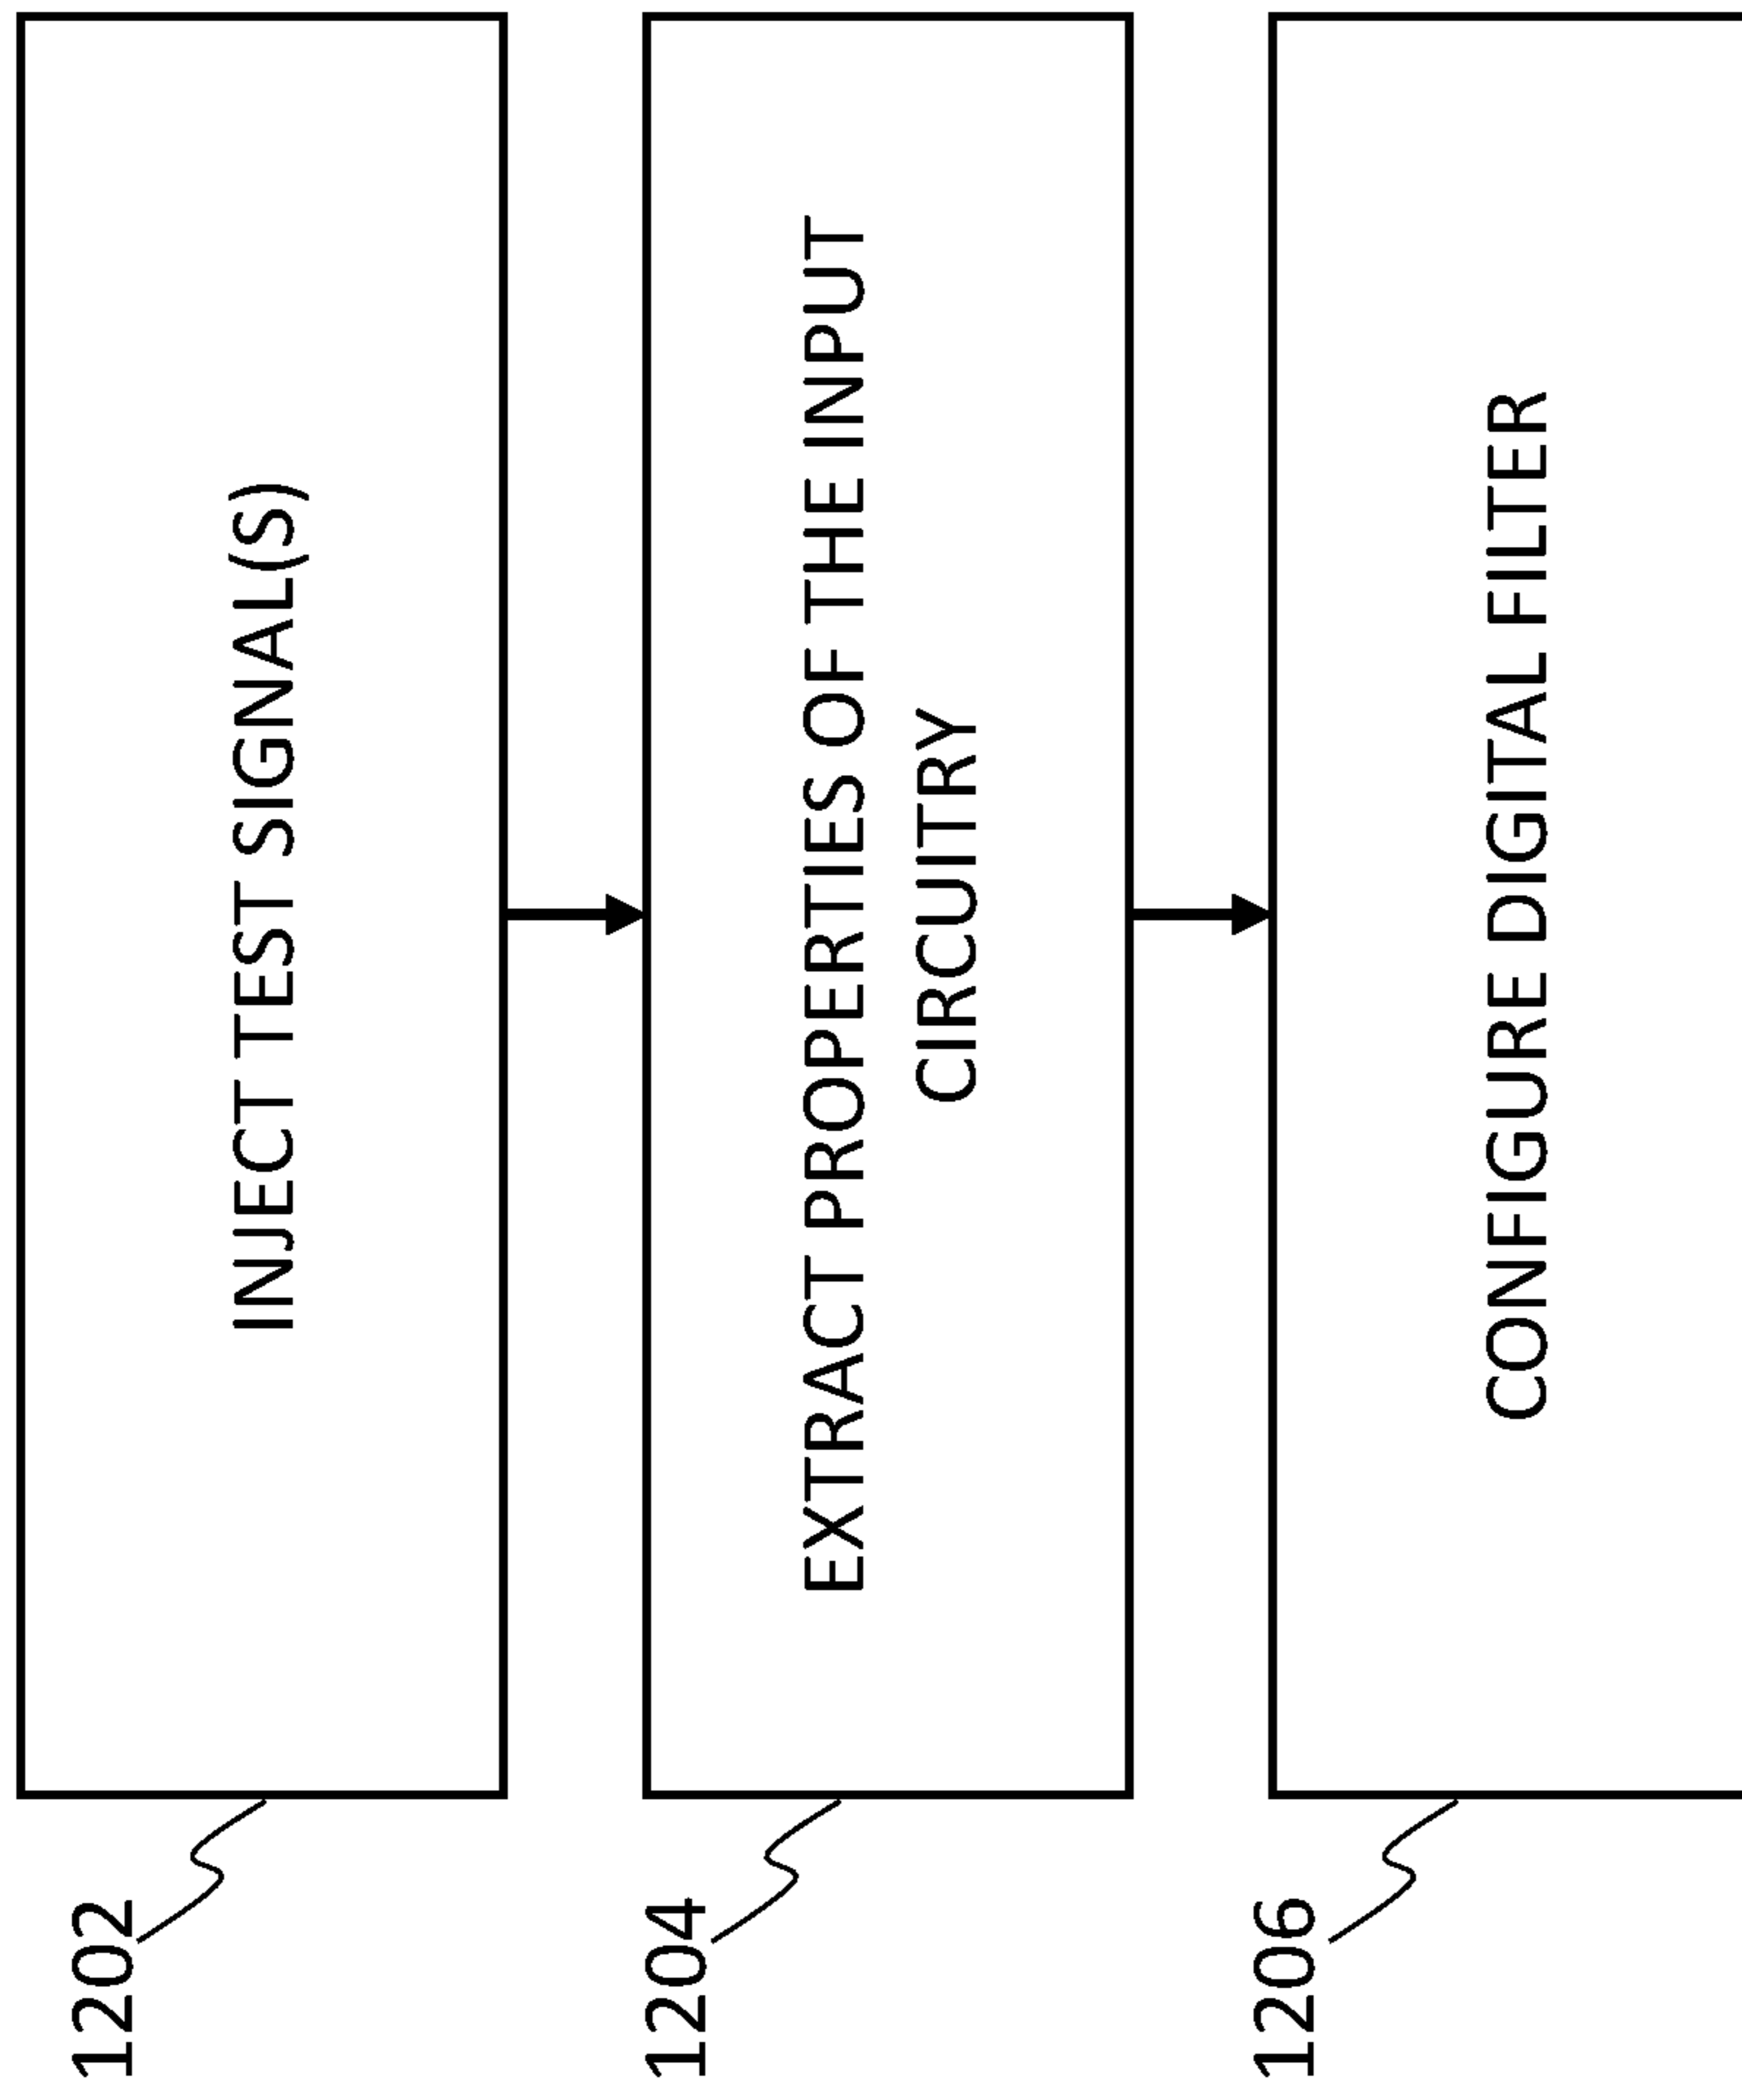 1202
INJECT TEST SIGNAL(S)
1204
EXTRACT PROPERTIES OF THE INPUT
CIRCUITRY
1206
CONFIGURE DIGITAL FILTER